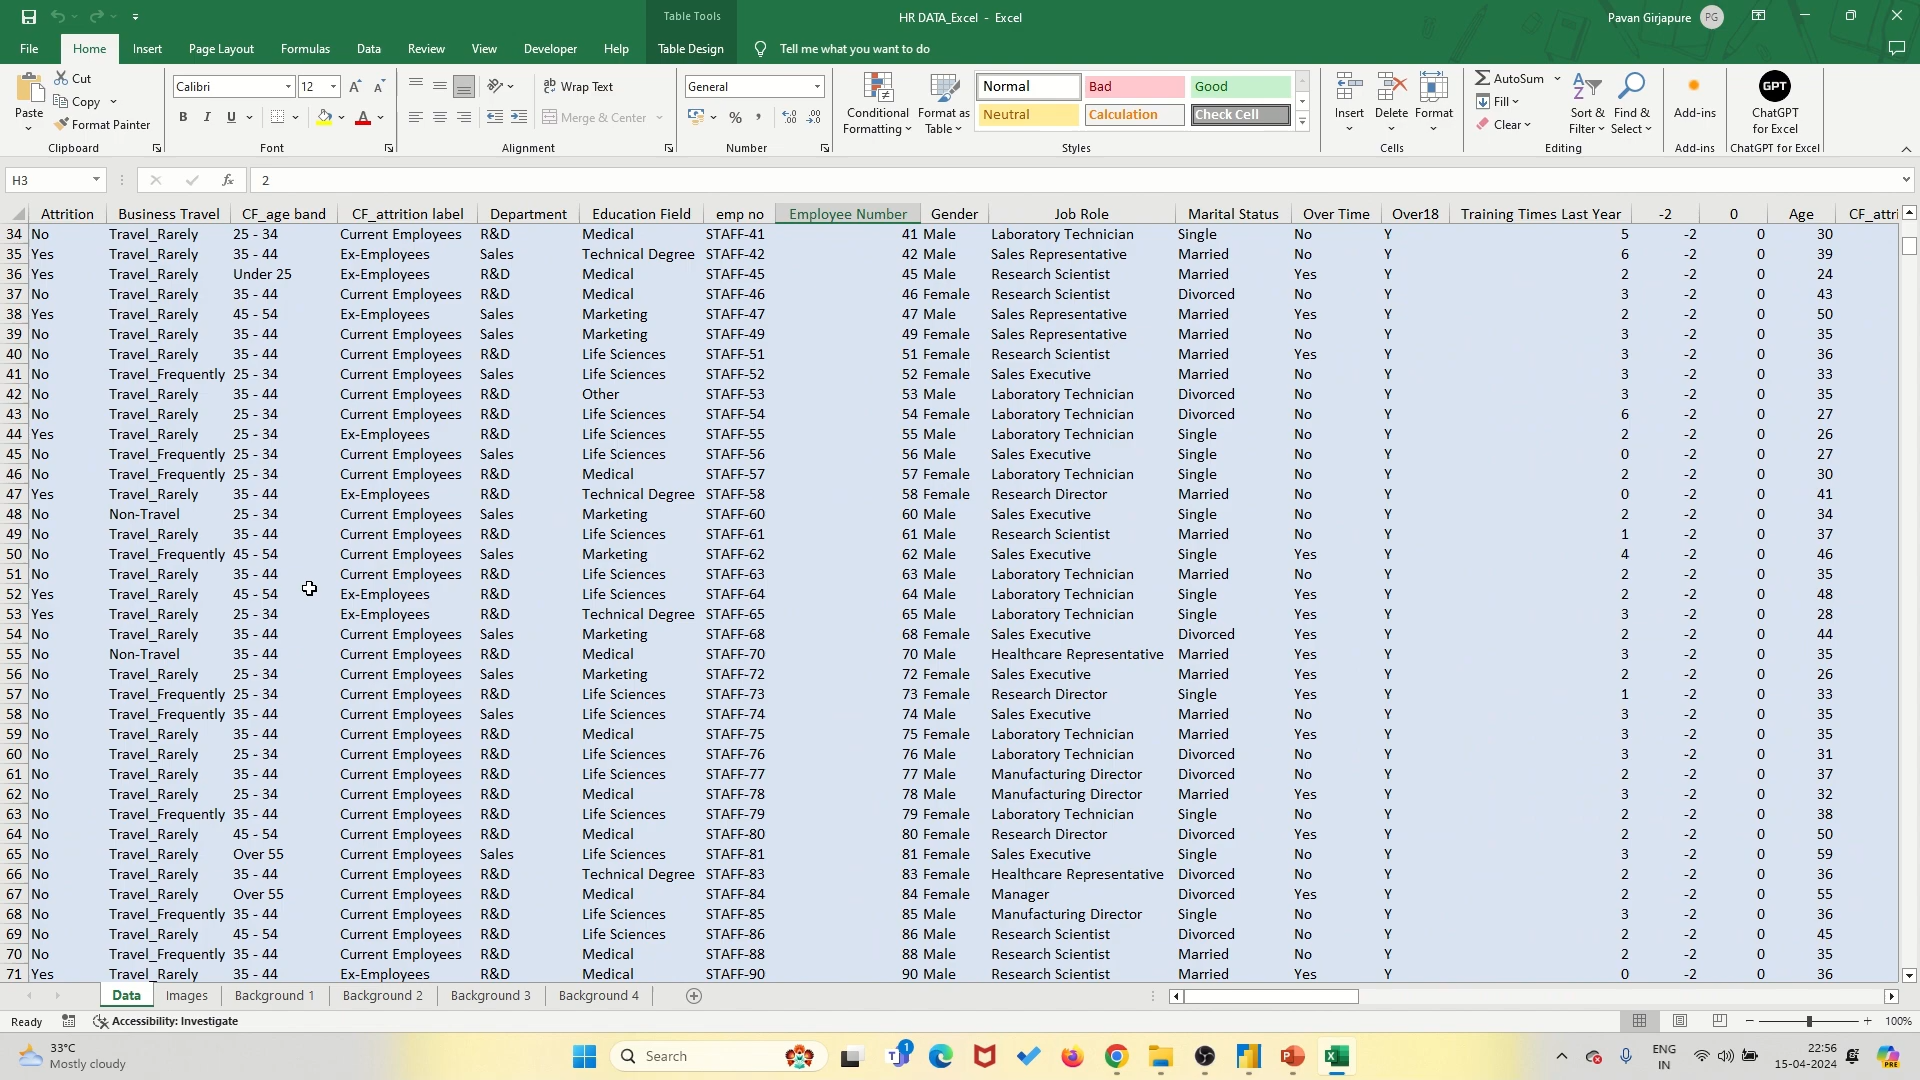 Table Tools
HR DATA_Excel - Excel
Pavan Girjapure PG
File Home Insert Page Layout Formulas Data Review View Developer Help Table Design Tell me what you want to do
Paste Cut Copy Format Painter Clipboard
Calibri 12 A A B I U A Font
Wrap Text Merge & Center Alignment
General % Number
Conditional Formatting Format as Table
Normal Bad Good
Neutral Calculation Check Cell
Styles
Insert Delete Format Cells
AutoSum Fill Clear Sort & Filter Find & Select Editing
Add-ins Add-ins
GPT ChatGPT for Excel ChatGPT for Excel
H3 fx 2
Attrition Business Travel CF_age band CF_attrition label Department Education Field emp no Employee Number Gender Job Role Marital Status Over Time Over18 Training Times Last Year -2 0 Age CF_attri
34 No Travel_Rarely 25 - 34 Current Employees R&D Medical STAFF-41 41 Male Laboratory Technician Single No Y 5 -2 0 30
35 Yes Travel_Rarely 35 - 44 Ex-Employees Sales Technical Degree STAFF-42 42 Male Sales Representative Married No Y 6 -2 0 39
36 Yes Travel_Rarely Under 25 Ex-Employees R&D Medical STAFF-45 45 Male Research Scientist Married Yes Y 2 -2 0 24
37 No Travel_Rarely 35 - 44 Current Employees R&D Medical STAFF-46 46 Female Research Scientist Divorced No Y 3 -2 0 43
38 Yes Travel_Rarely 45 - 54 Ex-Employees Sales Marketing STAFF-47 47 Male Sales Representative Married Yes Y 2 -2 0 50
39 No Travel_Rarely 35 - 44 Current Employees Sales Marketing STAFF-49 49 Female Sales Representative Married No Y 3 -2 0 35
40 No Travel_Rarely 35 - 44 Current Employees R&D Life Sciences STAFF-51 51 Female Research Scientist Married Yes Y 3 -2 0 36
41 No Travel_Frequently 25 - 34 Current Employees Sales Life Sciences STAFF-52 52 Female Sales Executive Married No Y 3 -2 0 33
42 No Travel_Rarely 35 - 44 Current Employees R&D Other STAFF-53 53 Male Laboratory Technician Divorced No Y 3 -2 0 35
43 No Travel_Rarely 25 - 34 Current Employees R&D Life Sciences STAFF-54 54 Female Laboratory Technician Divorced No Y 6 -2 0 27
44 Yes Travel_Rarely 25 - 34 Ex-Employees R&D Life Sciences STAFF-55 55 Male Laboratory Technician Single No Y 2 -2 0 26
45 No Travel_Frequently 25 - 34 Current Employees Sales Life Sciences STAFF-56 56 Male Sales Executive Single No Y 0 -2 0 27
46 No Travel_Frequently 25 - 34 Current Employees R&D Medical STAFF-57 57 Female Laboratory Technician Single No Y 2 -2 0 30
47 Yes Travel_Rarely 35 - 44 Ex-Employees R&D Technical Degree STAFF-58 58 Female Research Director Married No Y 0 -2 0 41
48 No Non-Travel 25 - 34 Current Employees Sales Marketing STAFF-60 60 Male Sales Executive Single No Y 2 -2 0 34
49 No Travel_Rarely 35 - 44 Current Employees R&D Life Sciences STAFF-61 61 Male Research Scientist Married No Y 1 -2 0 37
50 No Travel_Frequently 45 - 54 Current Employees Sales Marketing STAFF-62 62 Male Sales Executive Single Yes Y 4 -2 0 46
51 No Travel_Rarely 35 - 44 Current Employees R&D Life Sciences STAFF-63 63 Male Laboratory Technician Married No Y 2 -2 0 35
52 Yes Travel_Rarely 45 - 54 Ex-Employees R&D Life Sciences STAFF-64 64 Male Laboratory Technician Single Yes Y 2 -2 0 48
53 Yes Travel_Rarely 25 - 34 Ex-Employees R&D Technical Degree STAFF-65 65 Male Laboratory Technician Single Yes Y 3 -2 0 28
54 No Travel_Rarely 35 - 44 Current Employees Sales Marketing STAFF-68 68 Female Sales Executive Divorced Yes Y 2 -2 0 44
55 No Non-Travel 35 - 44 Current Employees R&D Medical STAFF-70 70 Male Healthcare Representative Married Yes Y 3 -2 0 35
56 No Travel_Rarely 25 - 34 Current Employees Sales Marketing STAFF-72 72 Female Sales Executive Married Yes Y 2 -2 0 26
57 No Travel_Frequently 25 - 34 Current Employees R&D Life Sciences STAFF-73 73 Female Research Director Single Yes Y 1 -2 0 33
58 No Travel_Frequently 35 - 44 Current Employees Sales Life Sciences STAFF-74 74 Male Sales Executive Married No Y 3 -2 0 35
59 No Travel_Rarely 35 - 44 Current Employees R&D Life Sciences STAFF-75 75 Female Laboratory Technician Married Yes Y 3 -2 0 35
60 No Travel_Rarely 25 - 34 Current Employees R&D Life Sciences STAFF-76 76 Male Laboratory Technician Divorced No Y 3 -2 0 31
61 No Travel_Rarely 35 - 44 Current Employees R&D Life Sciences STAFF-77 77 Male Manufacturing Director Divorced No Y 2 -2 0 37
62 No Travel_Rarely 25 - 34 Current Employees R&D Medical STAFF-78 78 Male Manufacturing Director Married Yes Y 3 -2 0 32
63 No Travel_Frequently 35 - 44 Current Employees R&D Life Sciences STAFF-79 79 Female Laboratory Technician Single No Y 2 -2 0 38
64 No Travel_Rarely 45 - 54 Current Employees R&D Medical STAFF-80 80 Female Research Director Divorced Yes Y 2 -2 0 50
65 No Travel_Rarely Over 55 Current Employees Sales Life Sciences STAFF-81 81 Female Sales Executive Single No Y 3 -2 0 59
66 No Travel_Rarely 35 - 44 Current Employees R&D Technical Degree STAFF-83 83 Female Healthcare Representative Divorced No Y 2 -2 0 36
67 No Travel_Rarely Over 55 Current Employees R&D Medical STAFF-84 84 Female Manager Divorced Yes Y 2 -2 0 55
68 No Travel_Frequently 35 - 44 Current Employees R&D Life Sciences STAFF-85 85 Male Manufacturing Director Single No Y 3 -2 0 36
69 No Travel_Rarely 45 - 54 Current Employees R&D Life Sciences STAFF-86 86 Male Research Scientist Divorced No Y 2 -2 0 45
70 No Travel_Frequently 35 - 44 Current Employees R&D Medical STAFF-88 88 Male Research Scientist Married No Y 2 -2 0 35
71 Yes Travel_Rarely 35 - 44 Ex-Employees R&D Medical STAFF-90 90 Male Research Scientist Married Yes Y 0 -2 0 36
Data Images Background 1 Background 2 Background 3 Background 4
Ready Accessibility: Investigate 100%
33°C
Mostly cloudy
Search
1
ENG
IN
22:56
15-04-2024
PRE